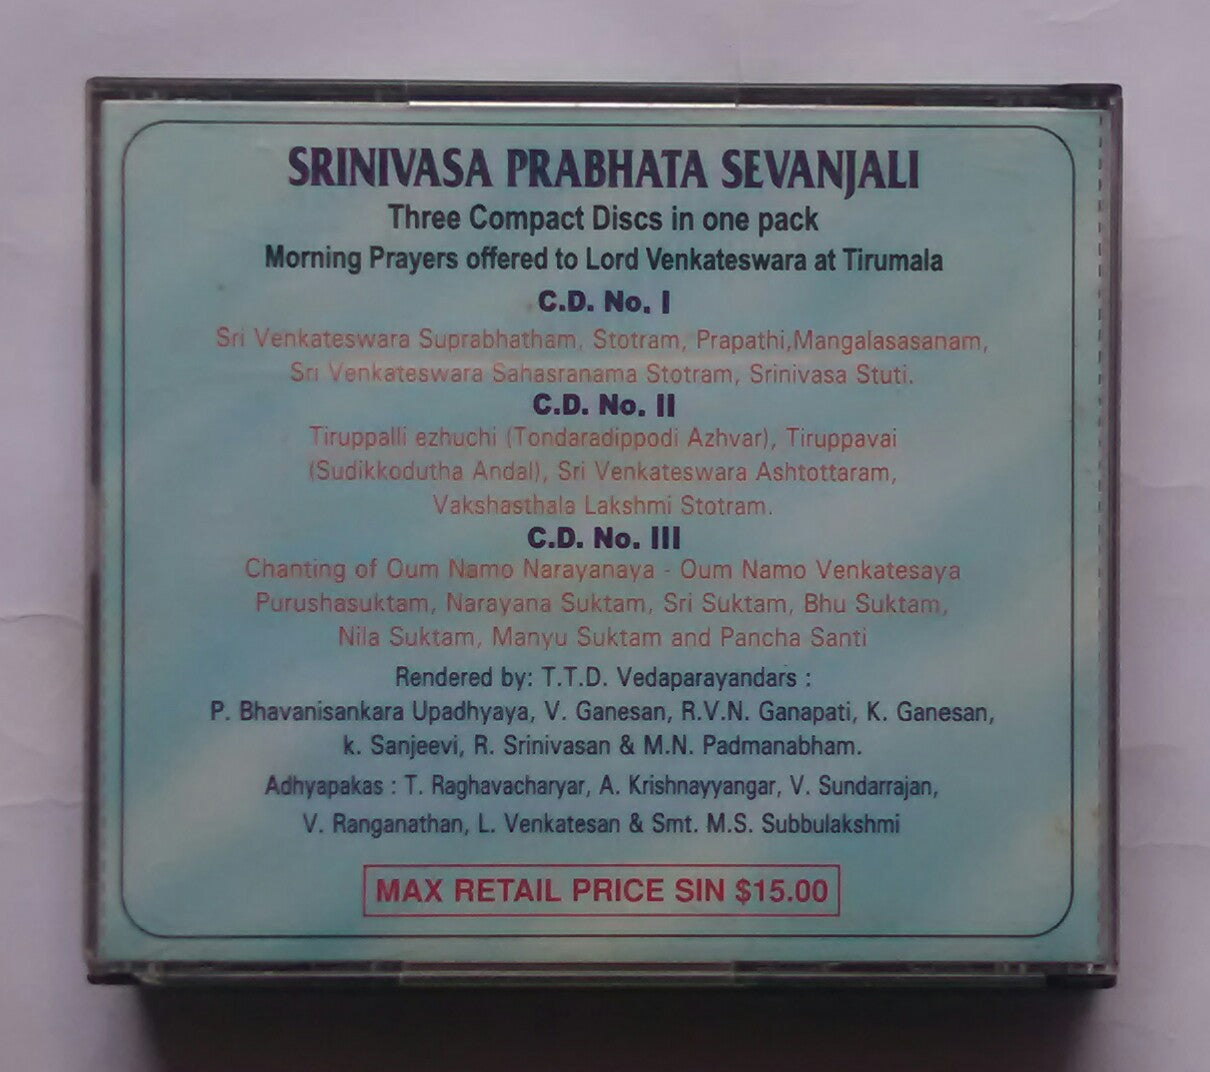 SRINIVASA PRABHATA SEVANJALI
Three Compact Discs in one pack
Morning Prayers offered to Lord Venkateswara at Tirumala
C.D. No. I
Sri Venkateswara Suprabhatham, Stotram, Prapathi,Mangalasasanam,
Sri Venkateswara Sahasranama Stotram, Srinivasa Stuti.
C.D. No. II
Tiruppalli ezhuchi (Tondaradippodi Azhvar), Tiruppavai
(Sudikkodutha Andal), Sri Venkateswara Ashtottaram,
Vakshasthala Lakshmi Stotram.
C.D. No. III
Chanting of Oum Namo Narayanaya - Oum Namo Venkatesaya
Purushasuktam, Narayana Suktam, Sri Suktam, Bhu Suktam,
Nila Suktam, Manyu Suktam and Pancha Santi
Rendered by: T.T.D. Vedaparayandars :
P. Bhavanisankara Upadhyaya, V. Ganesan, R.V.N. Ganapati, K. Ganesan,
k. Sanjeevi, R. Srinivasan & M.N. Padmanabham.
Adhyapakas : T. Raghavacharyar, A. Krishnayyangar, V. Sundarrajan,
V. Ranganathan, L. Venkatesan & Smt. M.S. Subbulakshmi
MAX RETAIL PRICE SIN $15.00